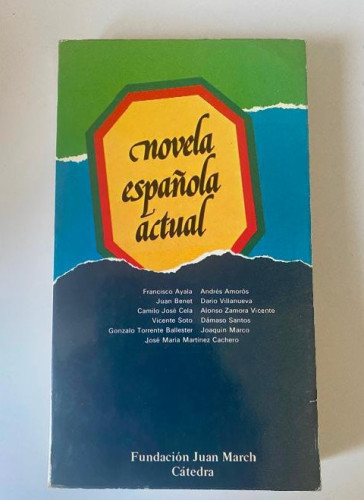 novela
española
actual
Francisco Ayala Andrés Amorós
Juan Benet Darío Villanueva
Camilo José Cela Alonso Zamora Vicente
Vicente Soto Dámaso Santos
Gonzalo Torrente Ballester Joaquín Marco
José María Martínez Cachero
Fundación Juan March
Cátedra